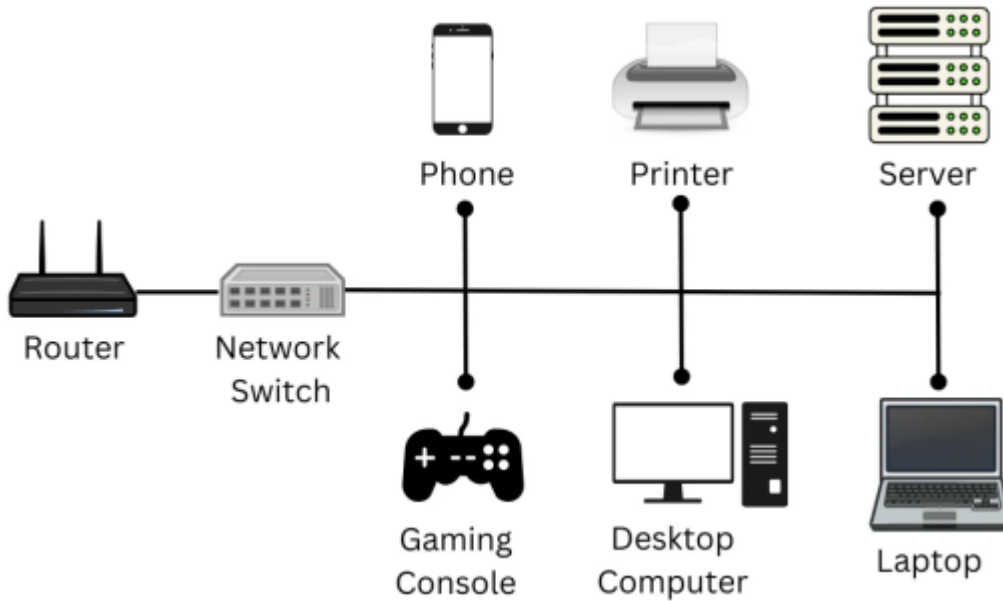 Phone
Printer
Server
Router
Network
Switch
Gaming
Console
Desktop
Computer
Laptop